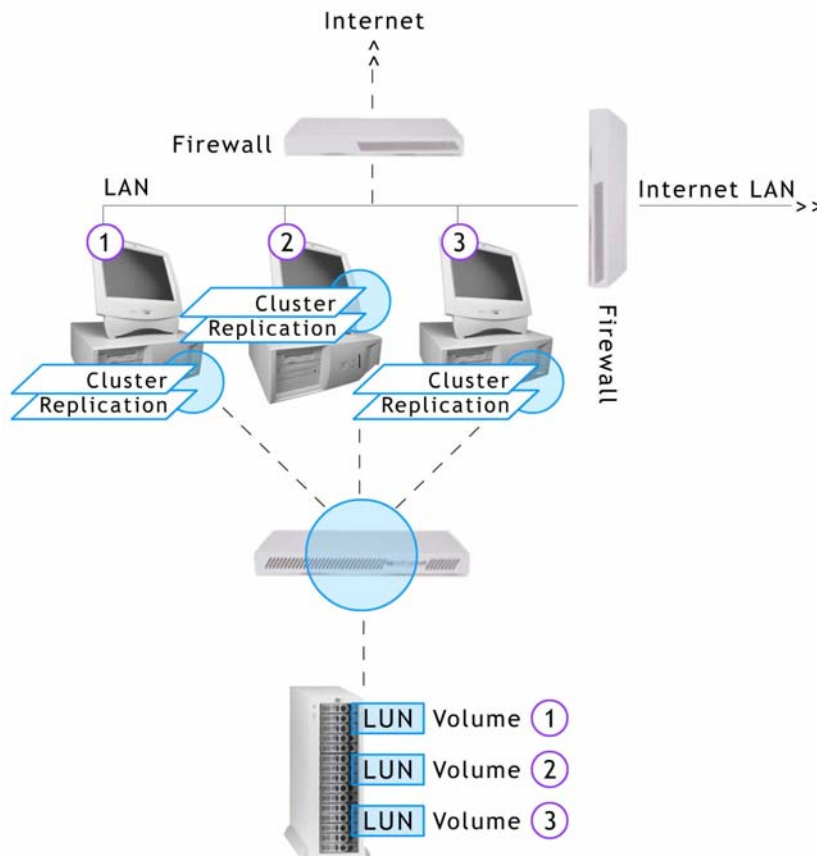 Internet
Firewall
LAN
Internet LAN
1
2
3
Firewall
Cluster
Replication
Cluster
Replication
Cluster
Replication
LUN Volume 1
LUN Volume 2
LUN Volume 3